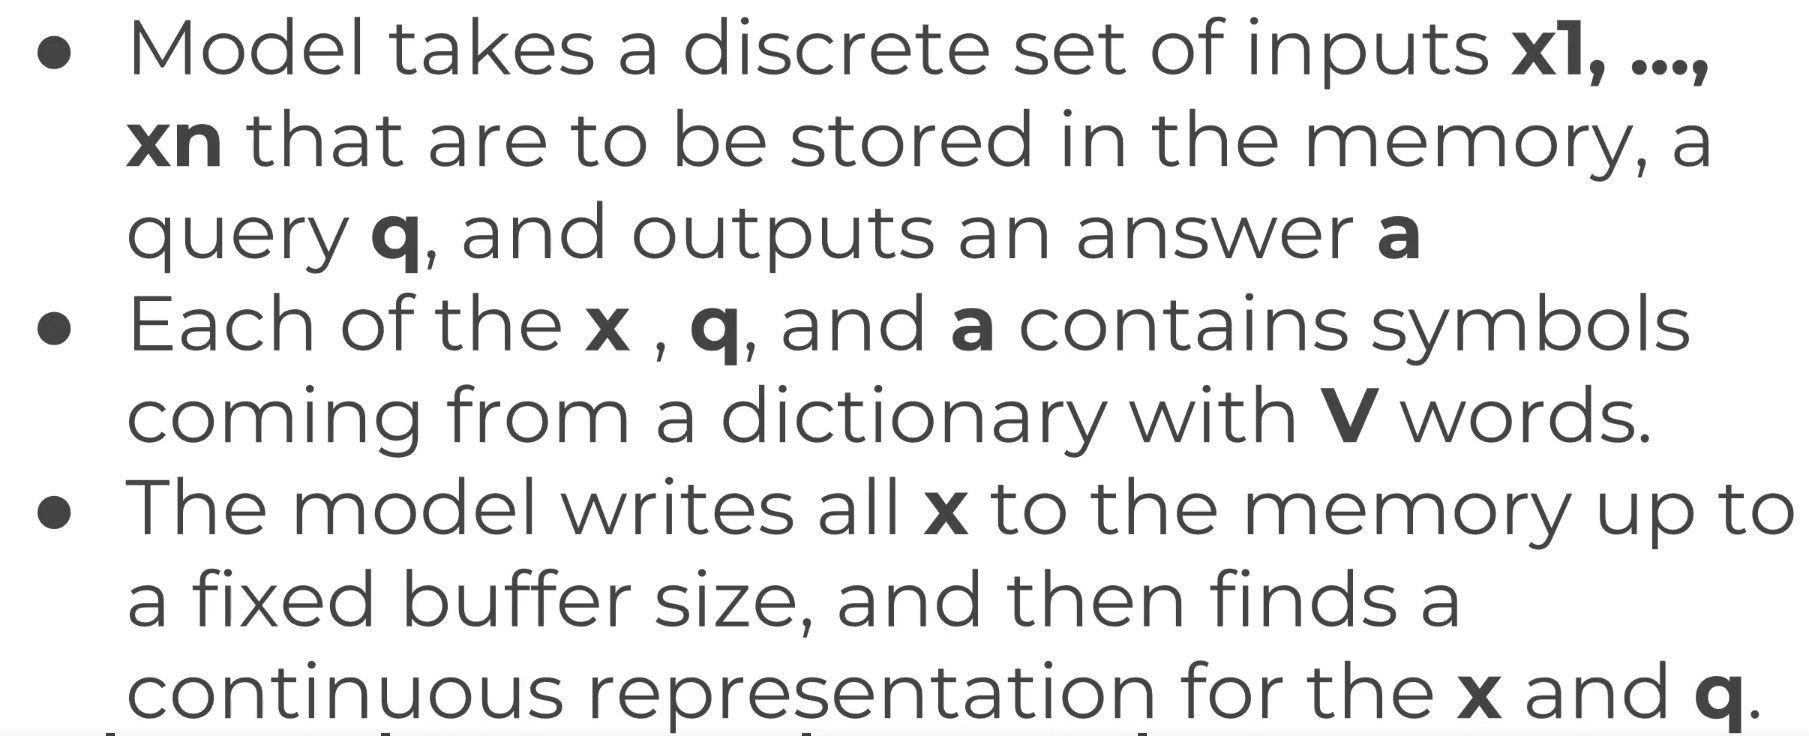 ● Model takes a discrete set of inputs x1, ...,
xn that are to be stored in the memory, a
query q, and outputs an answer a
● Each of the x , q, and a contains symbols
coming from a dictionary with V words.
● The model writes all x to the memory up to
a fixed buffer size, and then finds a
continuous representation for the x and q.